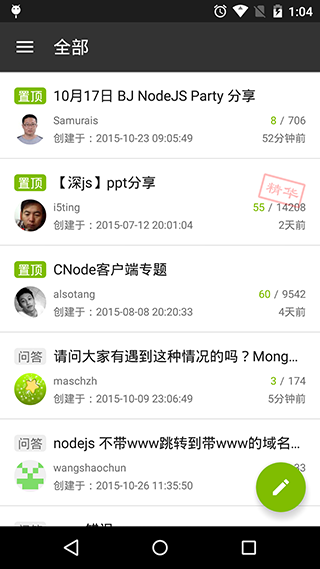 1:04
全部
置顶 10月17日 BJ NodeJS Party 分享
Samurais 8 / 706
创建于：2015-10-23 09:05:49 52分钟前
置顶 【深js】ppt分享
精华
i5ting 55 / 14208
创建于：2015-07-12 20:01:04 2天前
置顶 CNode客户端专题
alsotang 60 / 9542
创建于：2015-08-08 20:20:33 4天前
问答 请问大家有遇到这种情况的吗？Mong...
maschzh 3 / 174
创建于：2015-10-09 23:06:49 5分钟前
问答 nodejs 不带www跳转到带www的域名...
wangshaochun 33
创建于：2015-10-26 11:35:50